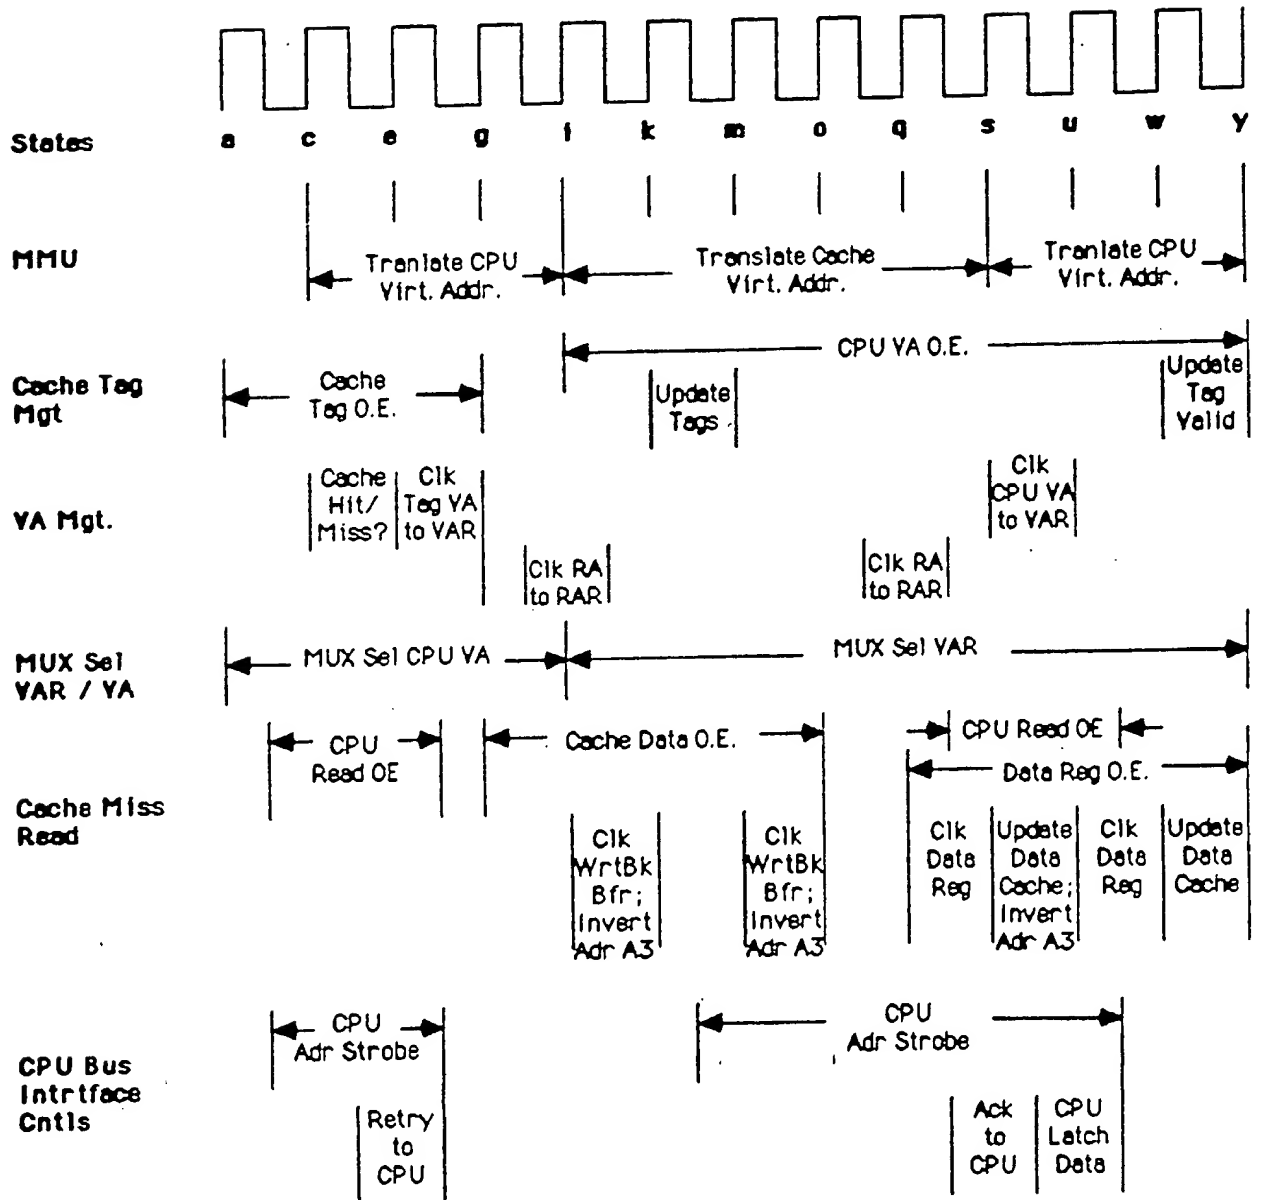 States a c e g i k m o q s u w y
MMU
Tranlate CPU
Virt. Addr.
Translate Cache
Virt. Addr.
Tranlate CPU
Virt. Addr.
Cache Tag
Mgt
Cache
Tag O.E.
CPU VA O.E.
Update
Tags
Update
Tag
Valid
VA Mgt.
Cache
Hit/
Miss?
Clk
Tag VA
to VAR
Clk RA
to RAR
Clk RA
to RAR
Clk
CPU VA
to VAR
MUX Sel
VAR / VA
MUX Sel CPU VA
MUX Sel VAR
Cache Miss
Read
CPU
Read OE
Cache Data O.E.
CPU Read OE
Data Reg O.E.
Clk
WrtBk
Bfr;
Invert
Adr A3
Clk
WrtBk
Bfr;
Invert
Adr A3
Clk
Data
Reg
Update
Data
Cache;
Invert
Adr A3
Clk
Data
Reg
Update
Data
Cache
CPU Bus
Intrtface
Cntls
CPU
Adr Strobe
CPU
Adr Strobe
Retry
to
CPU
Ack
to
CPU
CPU
Latch
Data